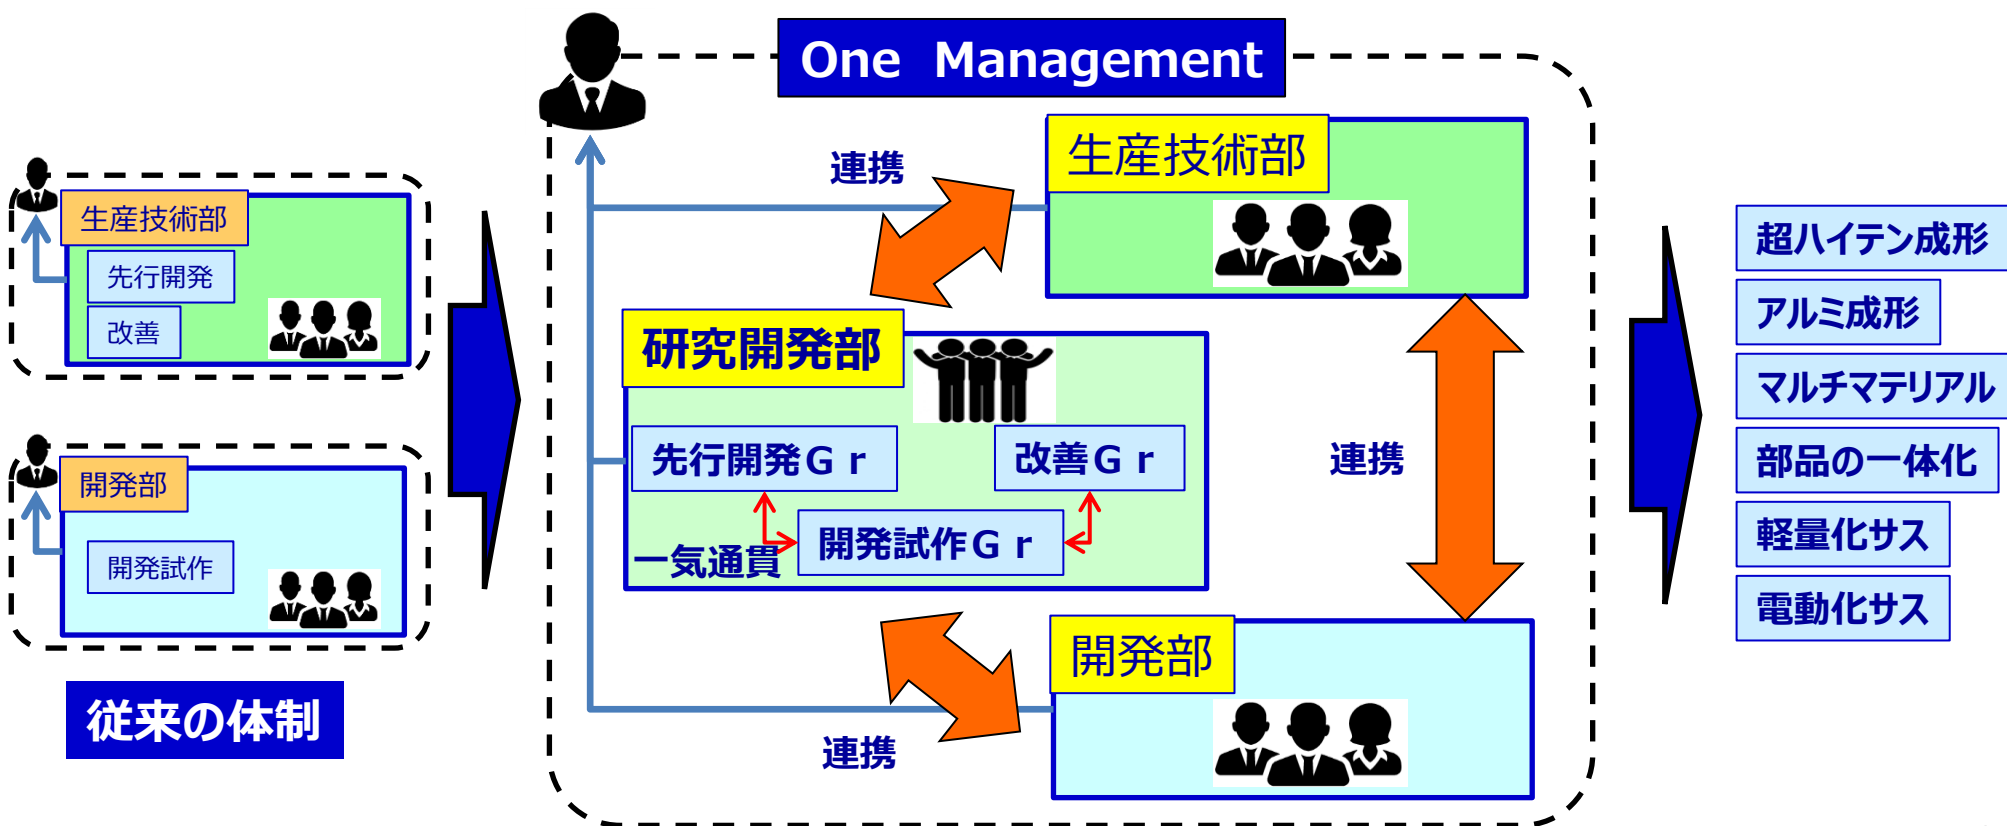 生産技術部
先行開発
改善
開発部
開発試作
従来の体制
One Management
連携
生産技術部
研究開発部
先行開発Ｇｒ
改善Ｇｒ
開発試作Ｇｒ
一気通貫
連携
開発部
連携
超ハイテン成形
アルミ成形
マルチマテリアル
部品の一体化
軽量化サス
電動化サス